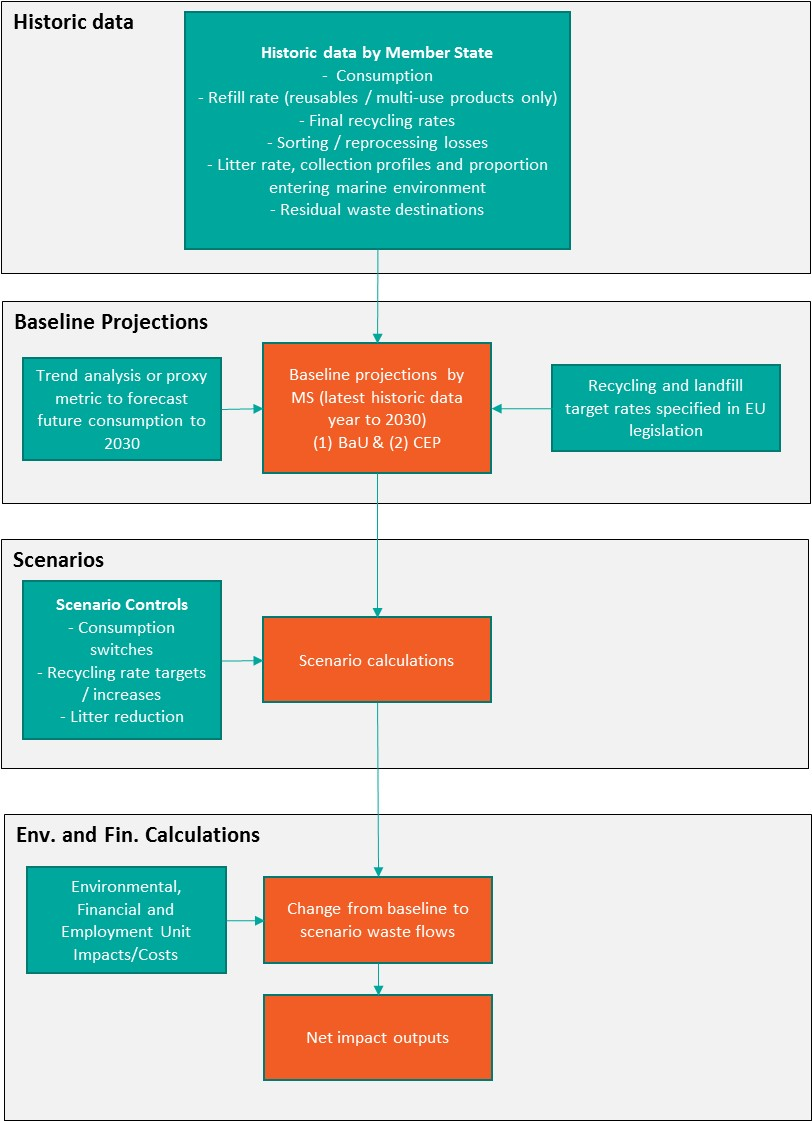 Historic data
Historic data by Member State
- Consumption
- Refill rate (reusables / multi-use products only)
- Final recycling rates
- Sorting / reprocessing losses
- Litter rate, collection profiles and proportion
entering marine environment
- Residual waste destinations
Baseline Projections
Trend analysis or proxy
metric to forecast
future consumption to
2030
Baseline projections by
MS (latest historic data
year to 2030)
(1) BaU & (2) CEP
Recycling and landfill
target rates specified in EU
legislation
Scenarios
Scenario Controls
- Consumption
switches
- Recycling rate targets
/ increases
- Litter reduction
Scenario calculations
Env. and Fin. Calculations
Environmental,
Financial and
Employment Unit
Impacts/Costs
Change from baseline to
scenario waste flows
Net impact outputs